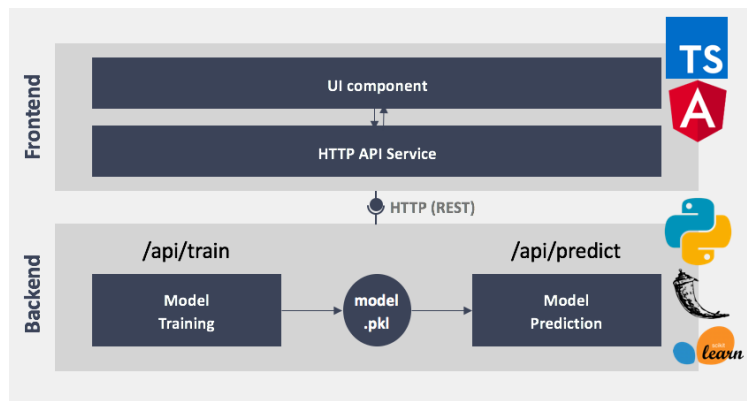 Frontend
TS
UI component
A
HTTP API Service
HTTP (REST)
Backend
/api/train
/api/predict
Model
Training
model
.pkl
Model
Prediction
scikit
learn